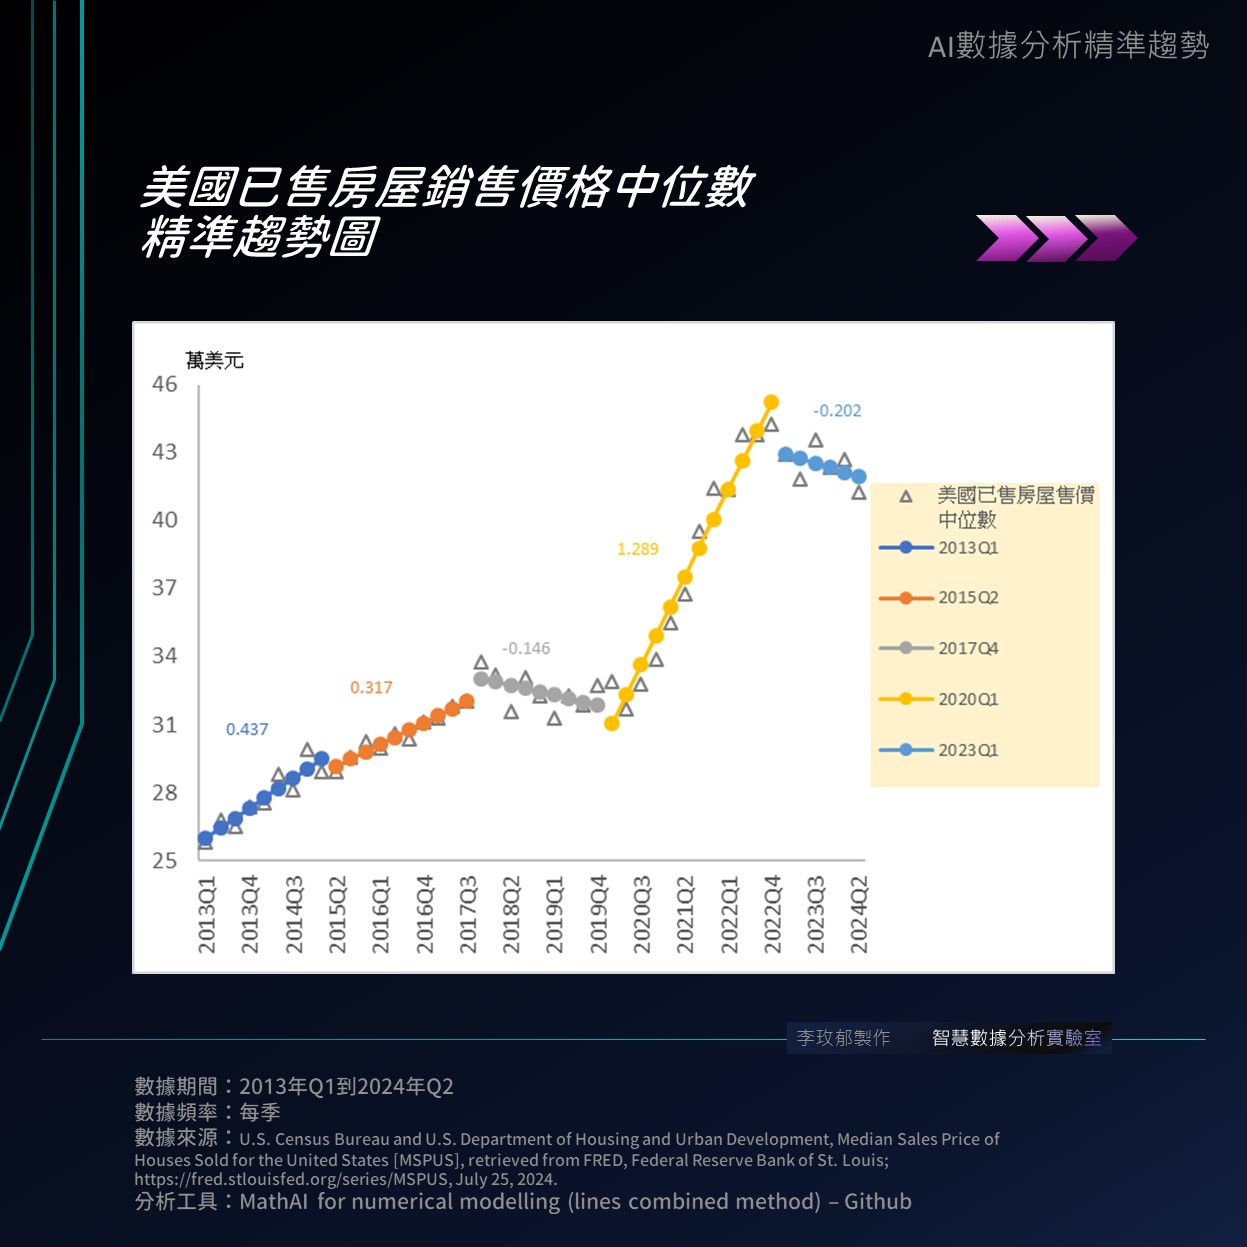 AI數據分析精準趨勢
美國已售房屋銷售價格中位數
精準趨勢圖
萬美元
46
43
40
37
34
31
28
25
0.437
0.317
-0.146
1.289
-0.202
美國已售房屋售價
中位數
2013Q1
2015Q2
2017Q4
2020Q1
2023Q1
2013Q1
2013Q4
2014Q3
2015Q2
2016Q1
2016Q4
2017Q3
2018Q2
2019Q1
2019Q4
2020Q3
2021Q2
2022Q1
2022Q4
2023Q3
2024Q2
李玫郁製作 智慧數據分析實驗室
數據期間：2013年Q1到2024年Q2
數據頻率：每季
數據來源：U.S. Census Bureau and U.S. Department of Housing and Urban Development, Median Sales Price of
Houses Sold for the United States [MSPUS], retrieved from FRED, Federal Reserve Bank of St. Louis;
https://fred.stlouisfed.org/series/MSPUS, July 25, 2024.
分析工具：MathAI for numerical modelling (lines combined method) – Github